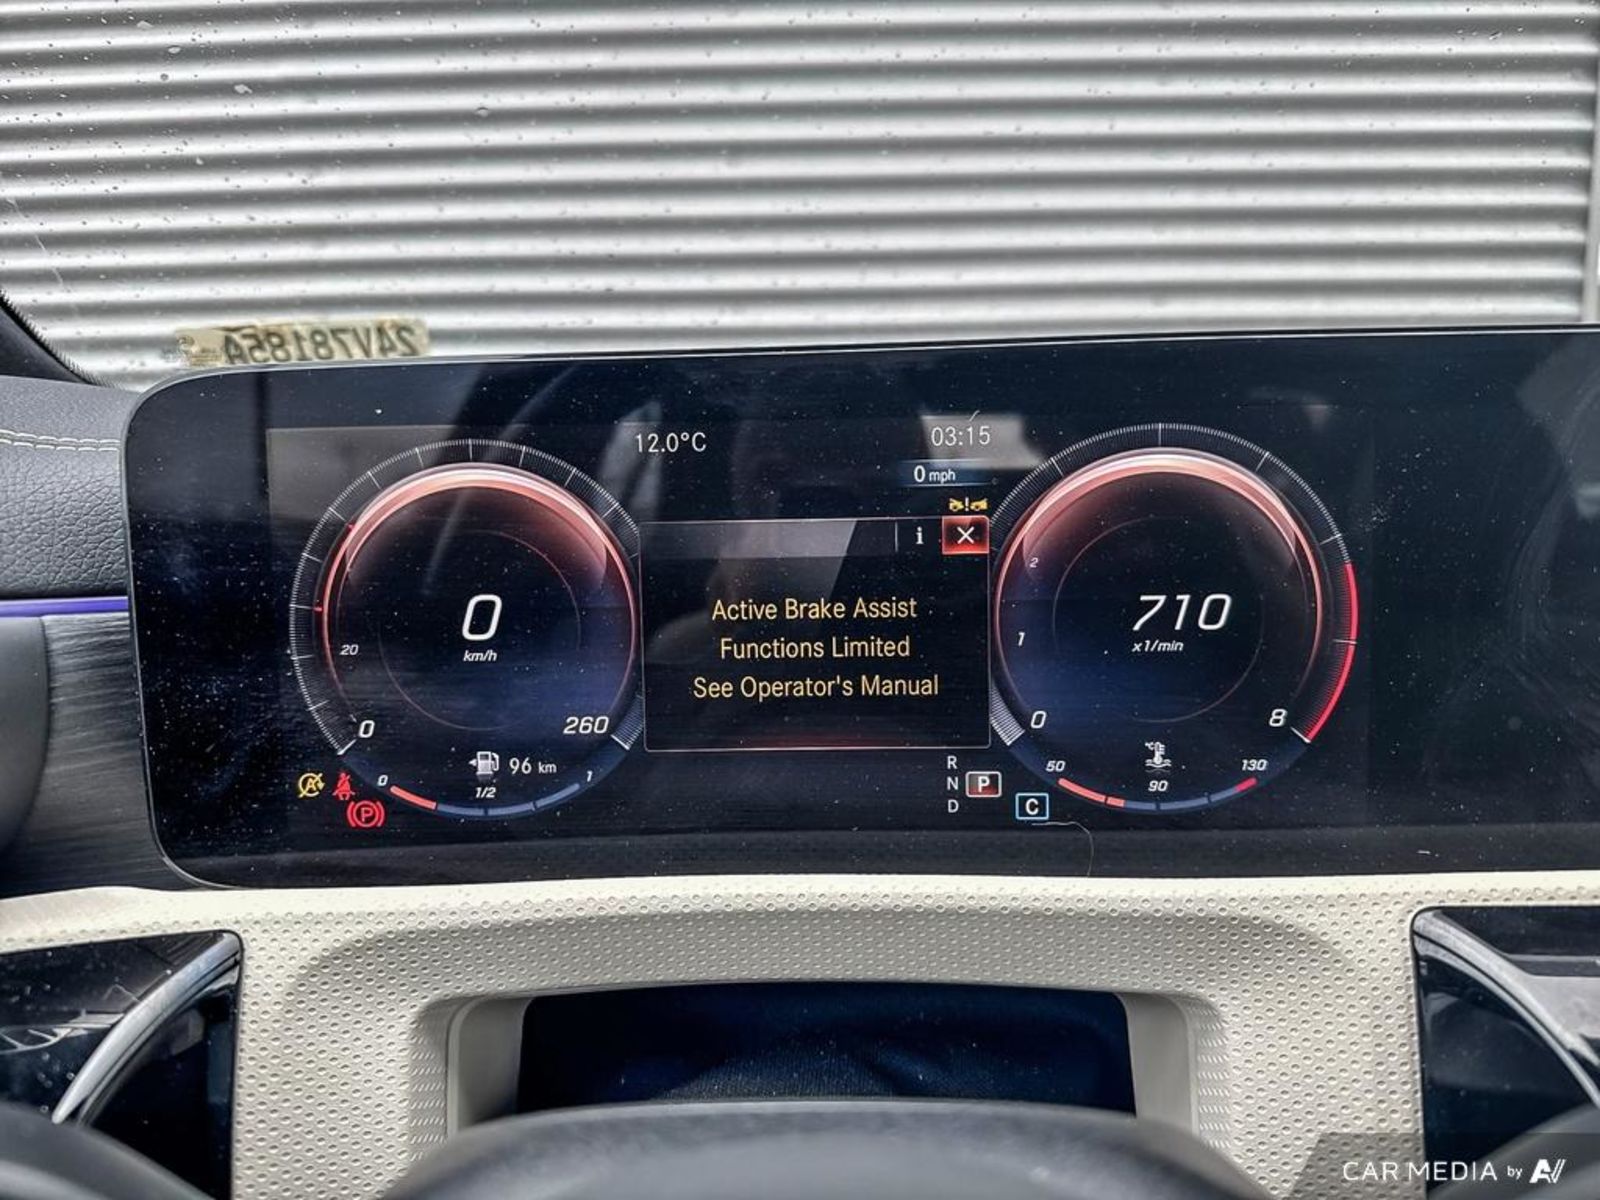 24V78185A
12.0°C
03:15
0 mph
i
Active Brake Assist
Functions Limited
See Operator's Manual
0
km/h
20
0
260
96 km
0
1/2
1
2
1
710
x1/min
0
8
50
90
130
°C
R
N P
D
C
A
P
CAR MEDIA by AV